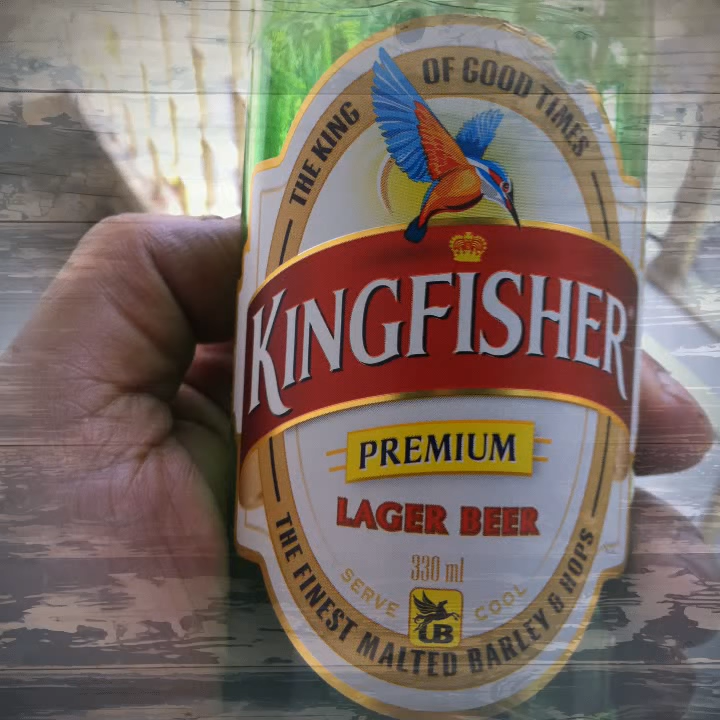 THE KING OF GOOD TIMES
KINGFISHER
PREMIUM
LAGER BEER
330 ml
SERVE COOL
UB
THE FINEST MALTED BARLEY & HOPS